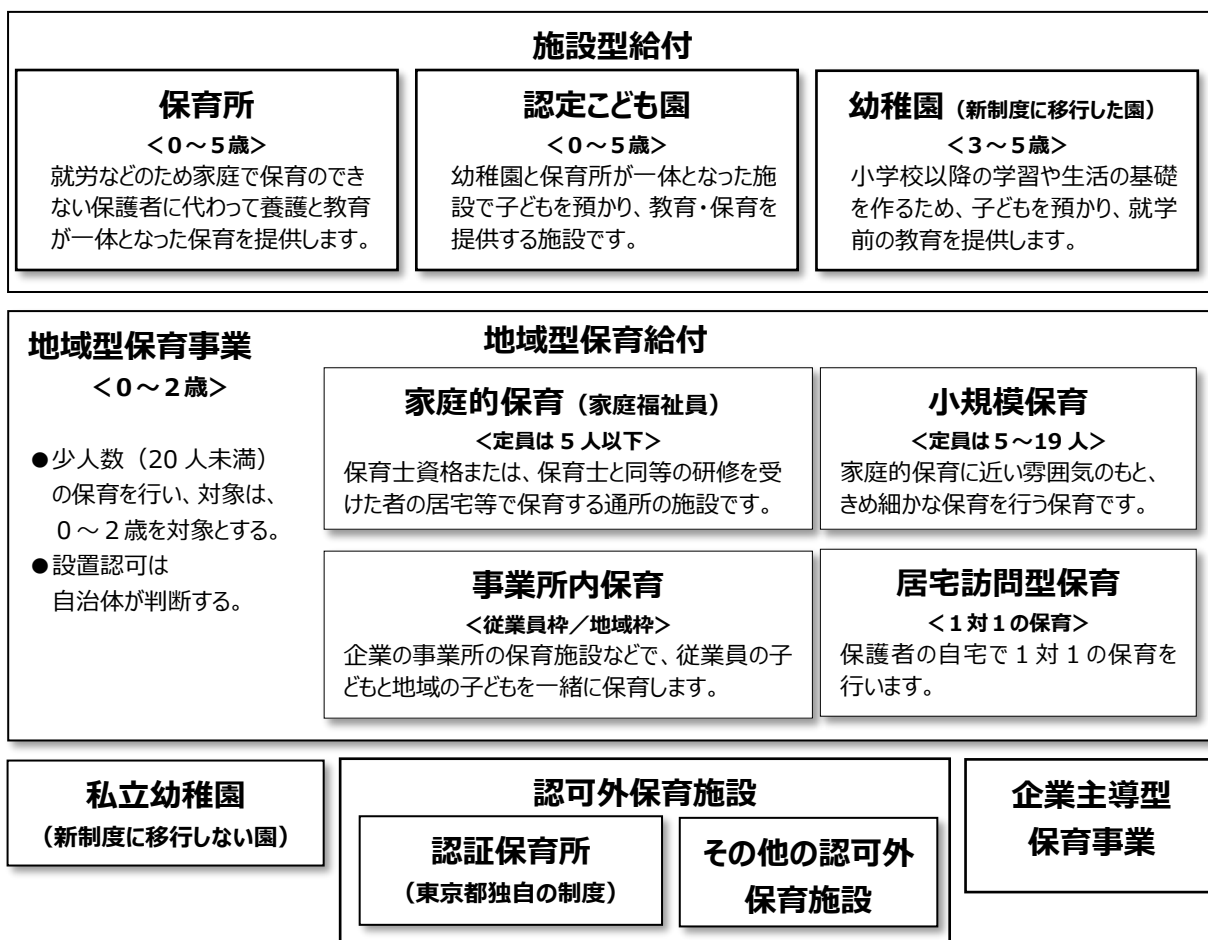 施設型給付
保育所
＜０～５歳＞
就労などのため家庭で保育のでき
ない保護者に代わって養護と教育
が一体となった保育を提供します。
認定こども園
＜０～５歳＞
幼稚園と保育所が一体となった施
設で子どもを預かり、教育・保育を
提供する施設です。
幼稚園（新制度に移行した園）
＜３～５歳＞
小学校以降の学習や生活の基礎
を作るため、子どもを預かり、就学
前の教育を提供します。
地域型保育事業
＜０～２歳＞
●少人数（20 人未満）
の保育を行い、対象は、
０～２歳を対象とする。
●設置認可は
自治体が判断する。
地域型保育給付
家庭的保育（家庭福祉員）
＜定員は 5 人以下＞
保育士資格または、保育士と同等の研修を受
けた者の居宅等で保育する通所の施設です。
小規模保育
＜定員は５～19 人＞
家庭的保育に近い雰囲気のもと、
きめ細かな保育を行う保育です。
事業所内保育
＜従業員枠／地域枠＞
企業の事業所の保育施設などで、従業員の子
どもと地域の子どもを一緒に保育します。
居宅訪問型保育
＜１対１の保育＞
保護者の自宅で１対１の保育を
行います。
私立幼稚園
（新制度に移行しない園）
認可外保育施設
認証保育所
（東京都独自の制度）
その他の認可外
保育施設
企業主導型
保育事業